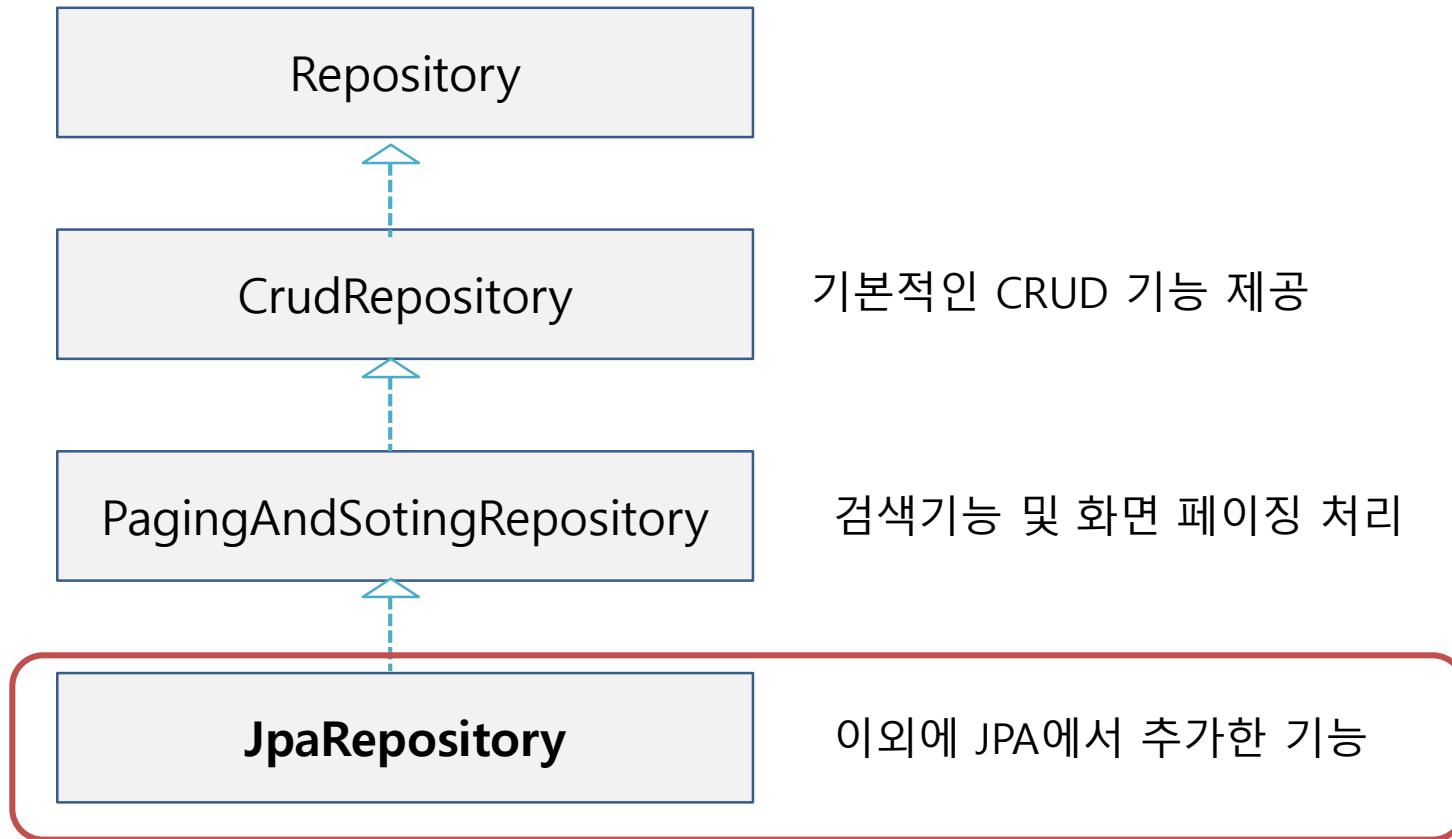 Repository
CrudRepository
기본적인 CRUD 기능 제공
PagingAndSotingRepository
검색기능 및 화면 페이징 처리
JpaRepository
이외에 JPA에서 추가한 기능